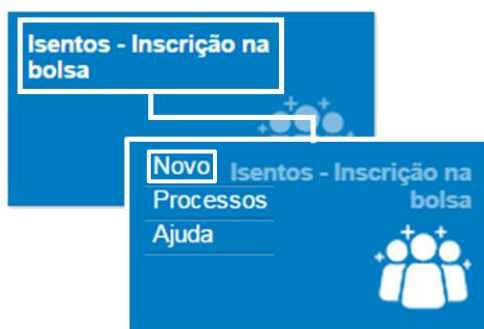 Isentos - Inscrição na
bolsa
Novo
Isentos - Inscrição na
bolsa
Processos
Ajuda